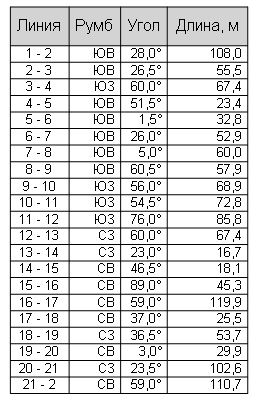 Линия Румб Угол Длина, м
1 - 2 ЮВ 28,0° 108,0
2 - 3 ЮВ 26,5° 55,5
3 - 4 ЮЗ 60,0° 67,4
4 - 5 ЮВ 51,5° 23,4
5 - 6 ЮВ 1,5° 32,8
6 - 7 ЮВ 26,0° 52,9
7 - 8 ЮВ 5,0° 60,0
8 - 9 ЮВ 60,5° 57,9
9 - 10 ЮЗ 56,0° 68,9
10 - 11 ЮЗ 54,5° 72,8
11 - 12 ЮЗ 76,0° 85,8
12 - 13 СЗ 60,0° 67,4
13 - 14 СЗ 23,0° 16,7
14 - 15 СВ 46,5° 18,1
15 - 16 СВ 89,0° 45,3
16 - 17 СВ 59,0° 119,9
17 - 18 СВ 37,0° 25,5
18 - 19 СЗ 36,5° 53,7
19 - 20 СВ 3,0° 29,9
20 - 21 СЗ 23,5° 102,6
21 - 2 СВ 59,0° 110,7